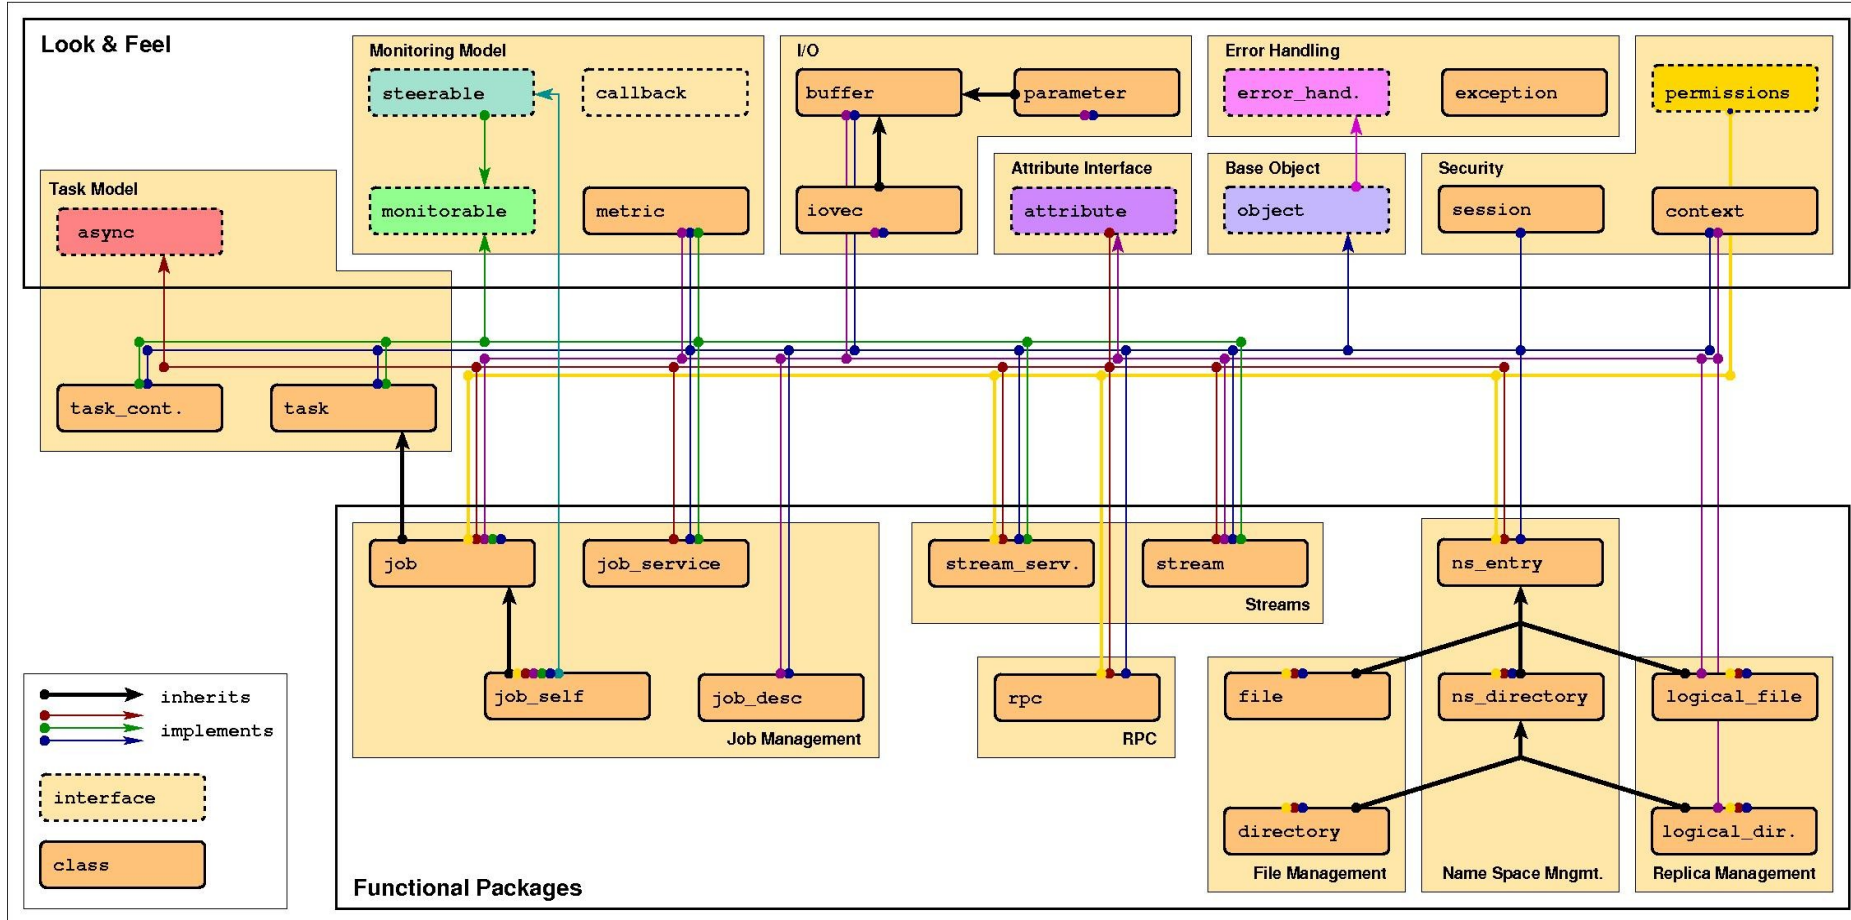 Look & Feel
Monitoring Model
I/O
Error Handling
steerable
callback
buffer
parameter
error_hand.
exception
permissions
Task Model
Attribute Interface
Base Object
Security
async
monitorable
metric
iovec
attribute
object
session
context
task_cont.
task
job
job_service
stream_serv.
stream
ns_entry
Streams
job_self
job_desc
rpc
file
ns_directory
logical_file
inherits
implements
Job Management
RPC
interface
directory
logical_dir.
class
File Management
Name Space Mngmt.
Replica Management
Functional Packages